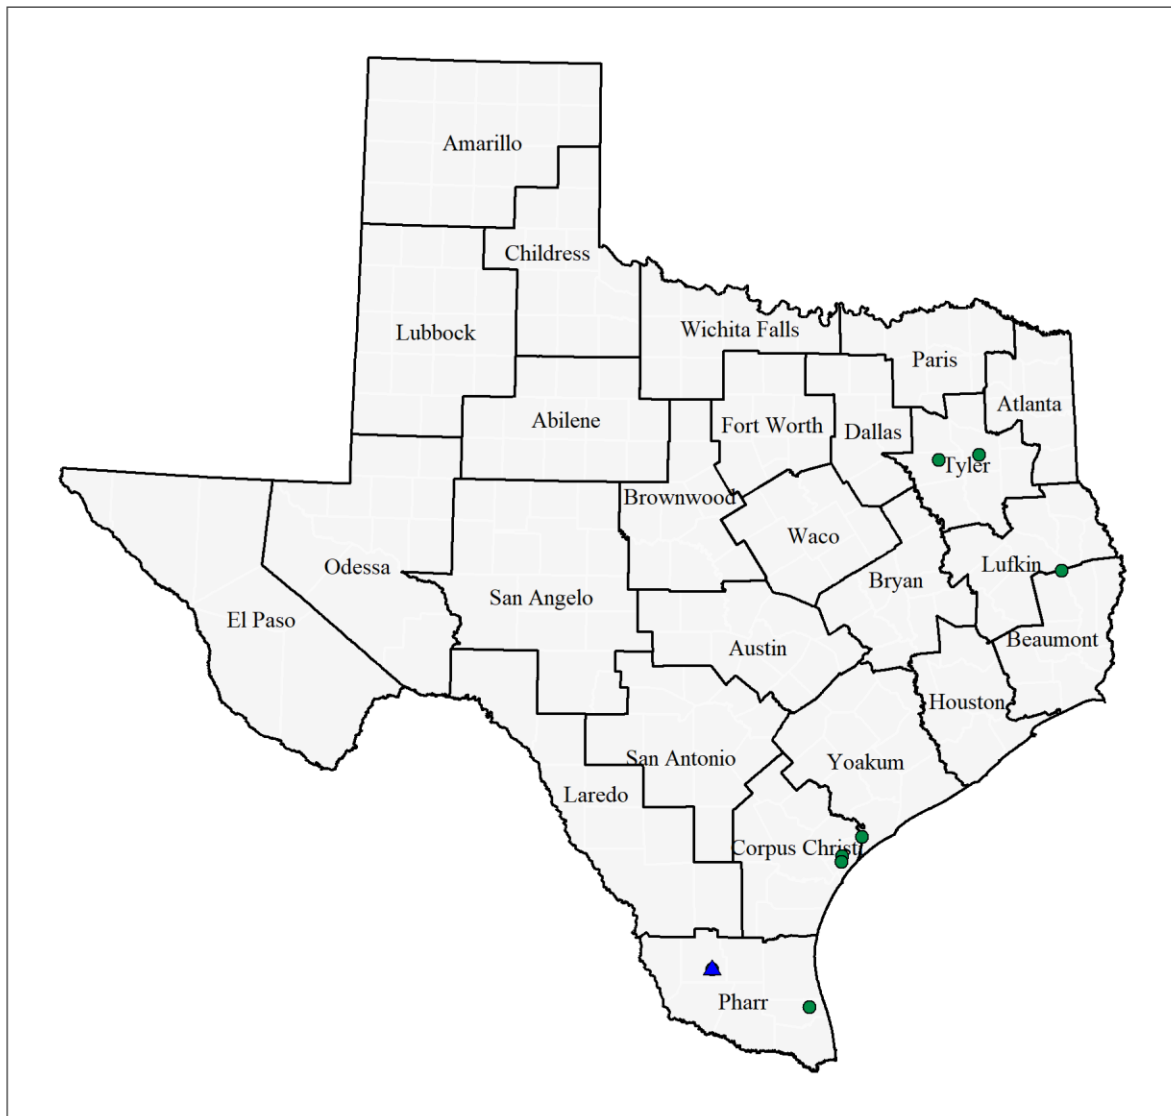 Amarillo
Childress
Lubbock
Wichita Falls
Paris
Atlanta
Abilene
Fort Worth
Dallas
Tyler
Brownwood
Waco
Odessa
San Angelo
Bryan
Lufkin
El Paso
Austin
Beaumont
Houston
San Antonio
Yoakum
Laredo
Corpus Christi
Pharr